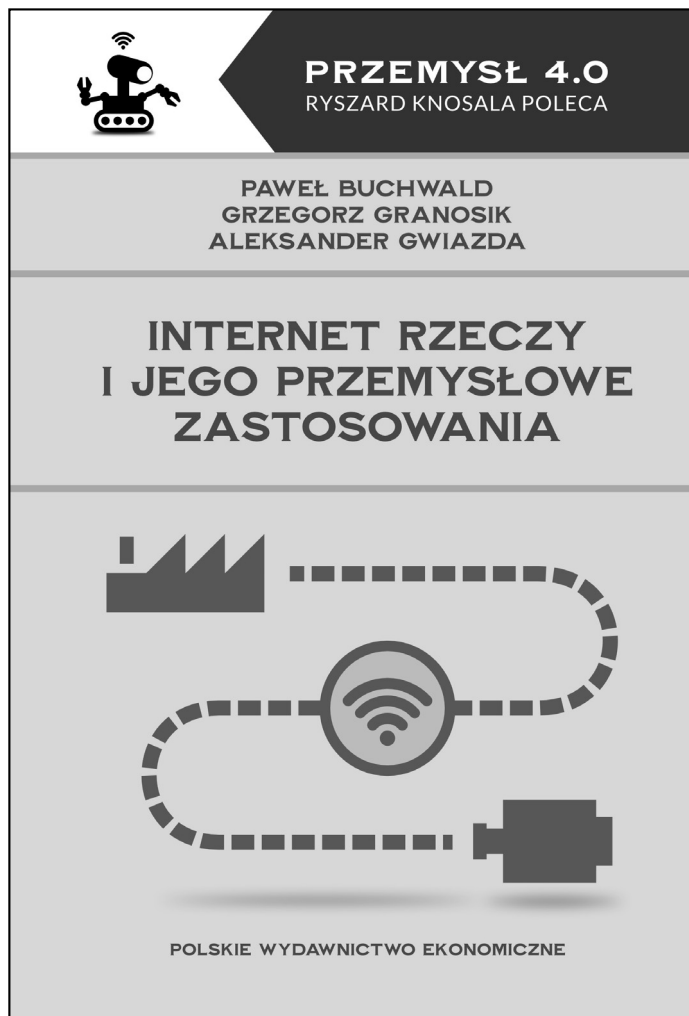 PRZEMYSŁ 4.0
RYSZARD KNOSALA POLECA
PAWEŁ BUCHWALD
GRZEGORZ GRANOSIK
ALEKSANDER GWIAZDA
INTERNET RZECZY
I JEGO PRZEMYSŁOWE
ZASTOSOWANIA
POLSKIE WYDAWNICTWO EKONOMICZNE